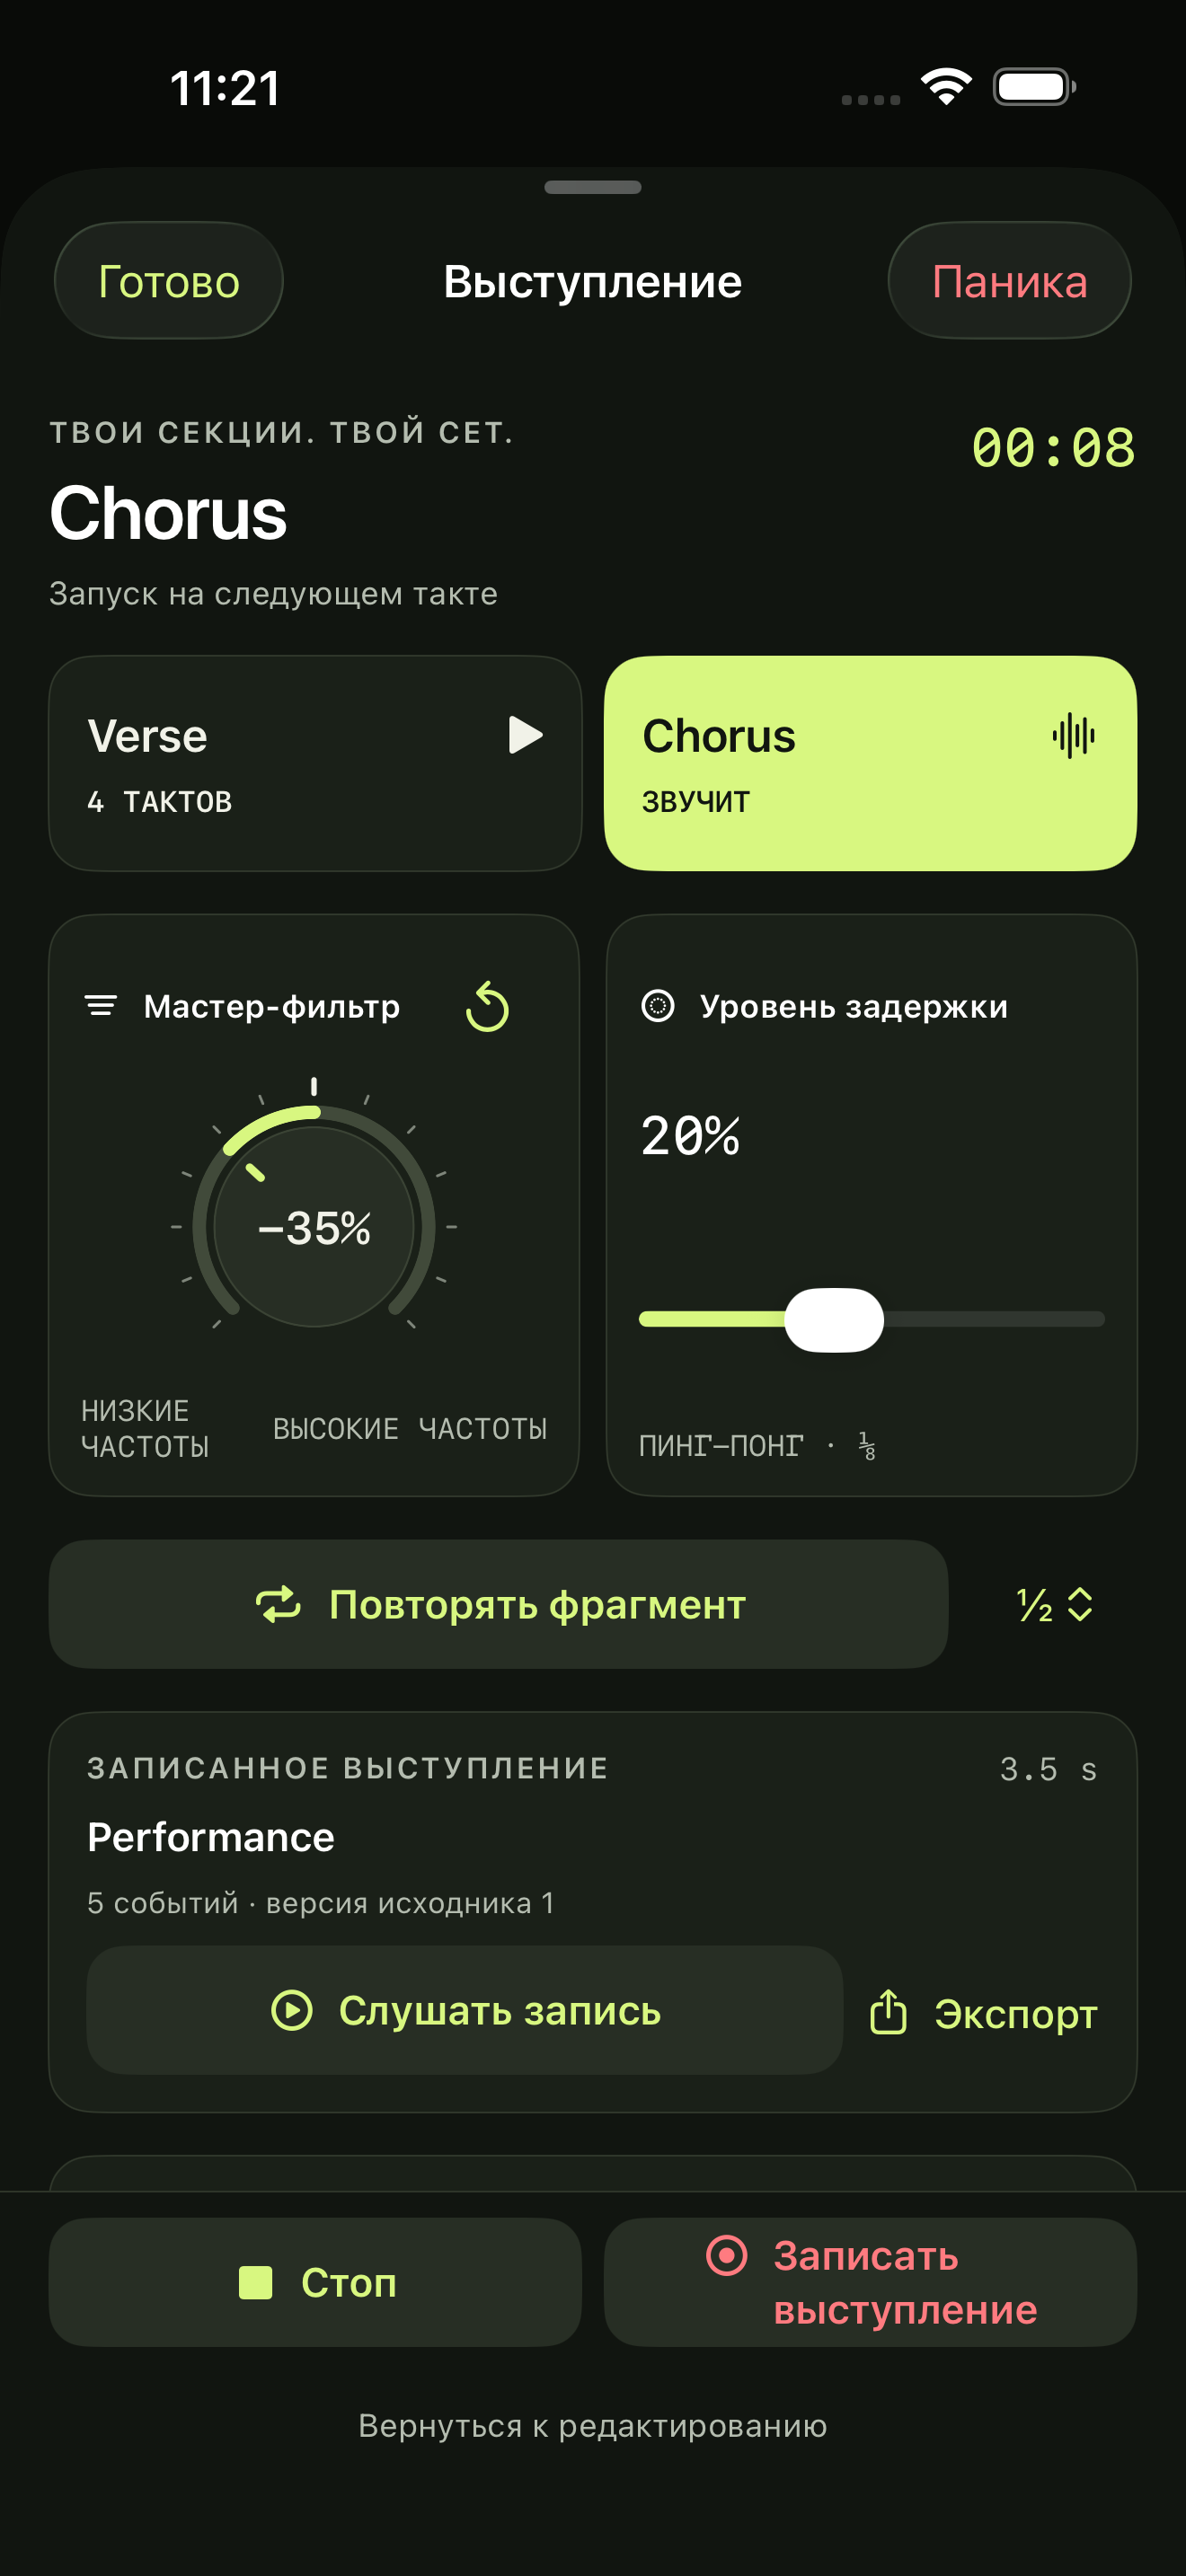 11:21
Готово
Выступление
Паника
ТВОИ СЕКЦИИ. ТВОЙ СЕТ.
00:08
Chorus
Запуск на следующем такте
Verse
4 ТАКТОВ
Chorus
ЗВУЧИТ
Мастер-фильтр
−35%
НИЗКИЕ
ЧАСТОТЫ
ВЫСОКИЕ ЧАСТОТЫ
Уровень задержки
20%
ПИНГ–ПОНГ · ⅛
Повторять фрагмент
½
ЗАПИСАННОЕ ВЫСТУПЛЕНИЕ
3.5 s
Performance
5 событий · версия исходника 1
Слушать запись
Экспорт
Стоп
Записать
выступление
Вернуться к редактированию